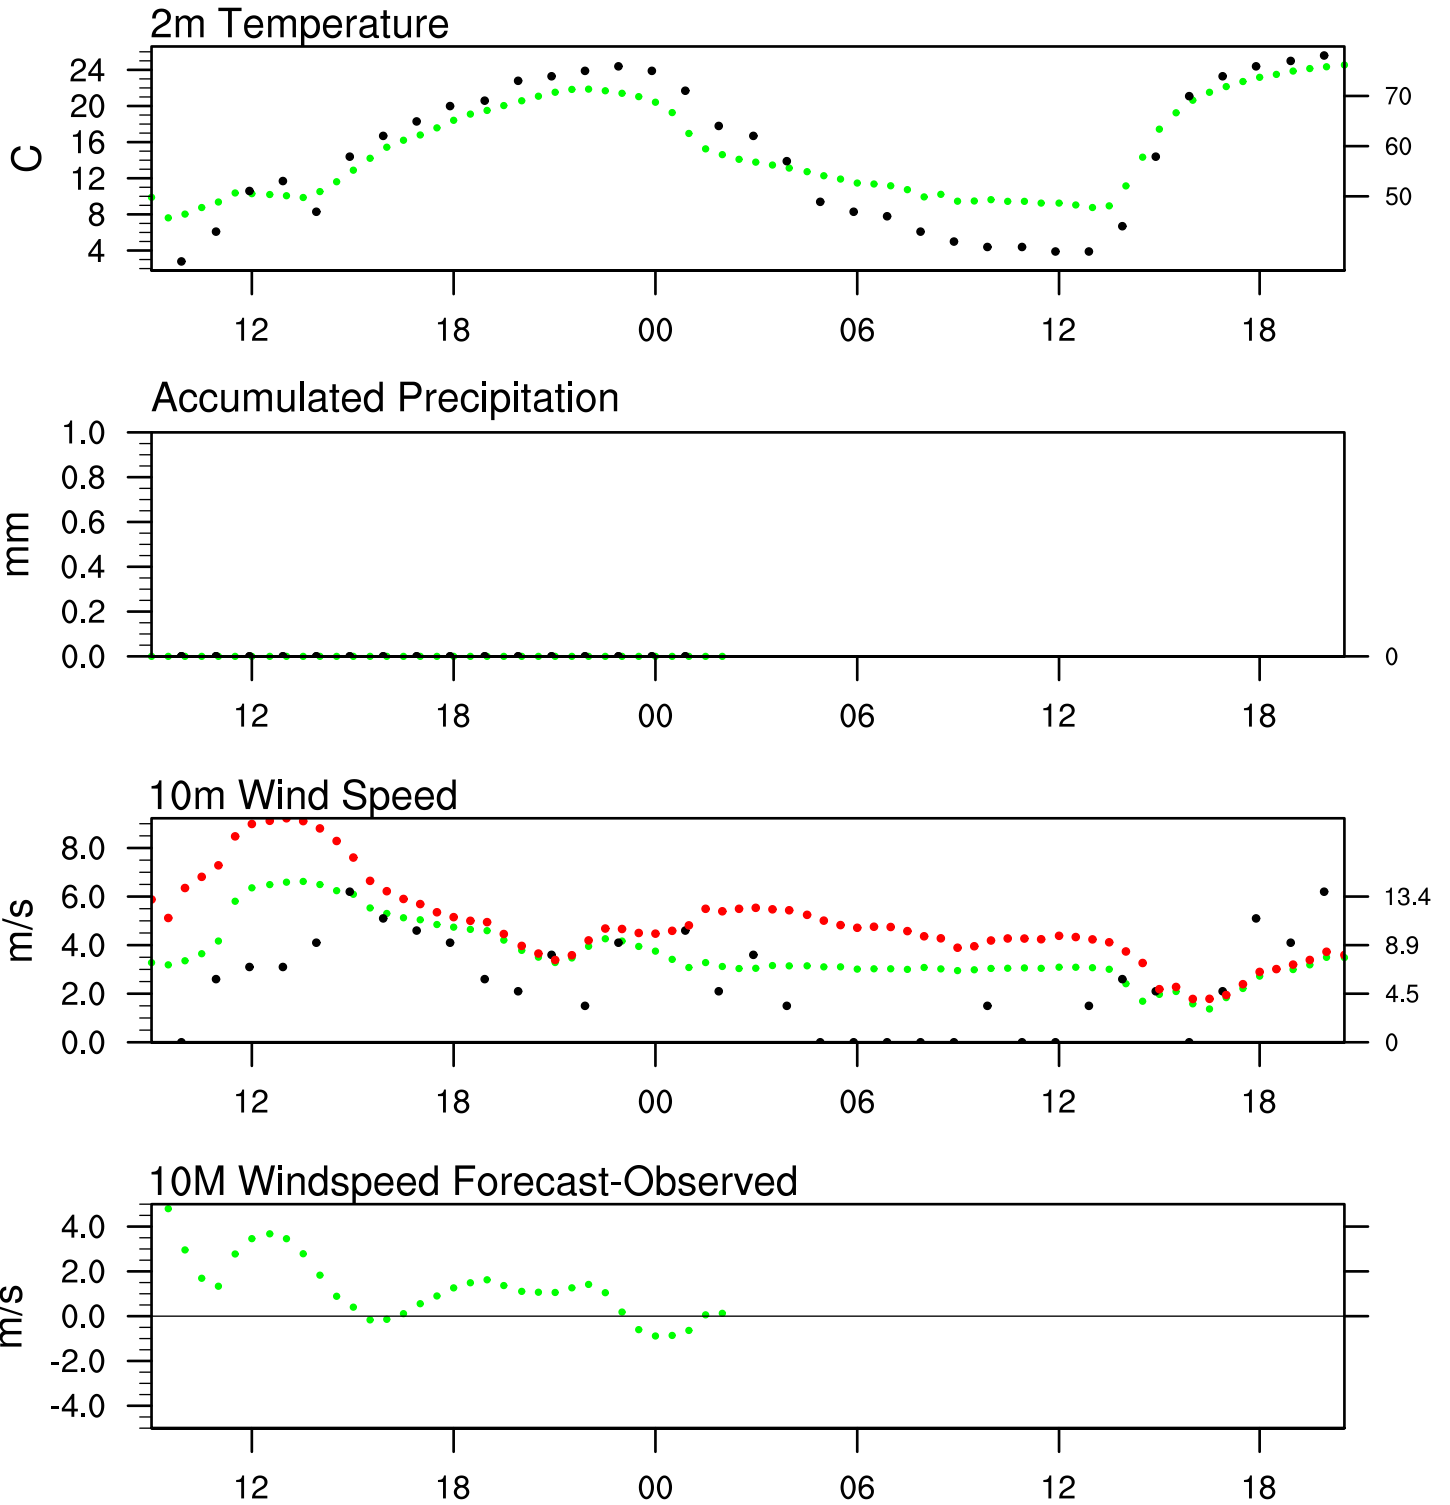 2m Temperature
24
20
16
12
8
4
C
70
60
50
12 18 00 06 12 18
Accumulated Precipitation
1.0
0.8
0.6
0.4
0.2
0.0
mm
0
12 18 00 06 12 18
10m Wind Speed
8.0
6.0
4.0
2.0
0.0
m/s
13.4
8.9
4.5
0
12 18 00 06 12 18
10M Windspeed Forecast-Observed
4.0
2.0
0.0
-2.0
-4.0
m/s
12 18 00 06 12 18